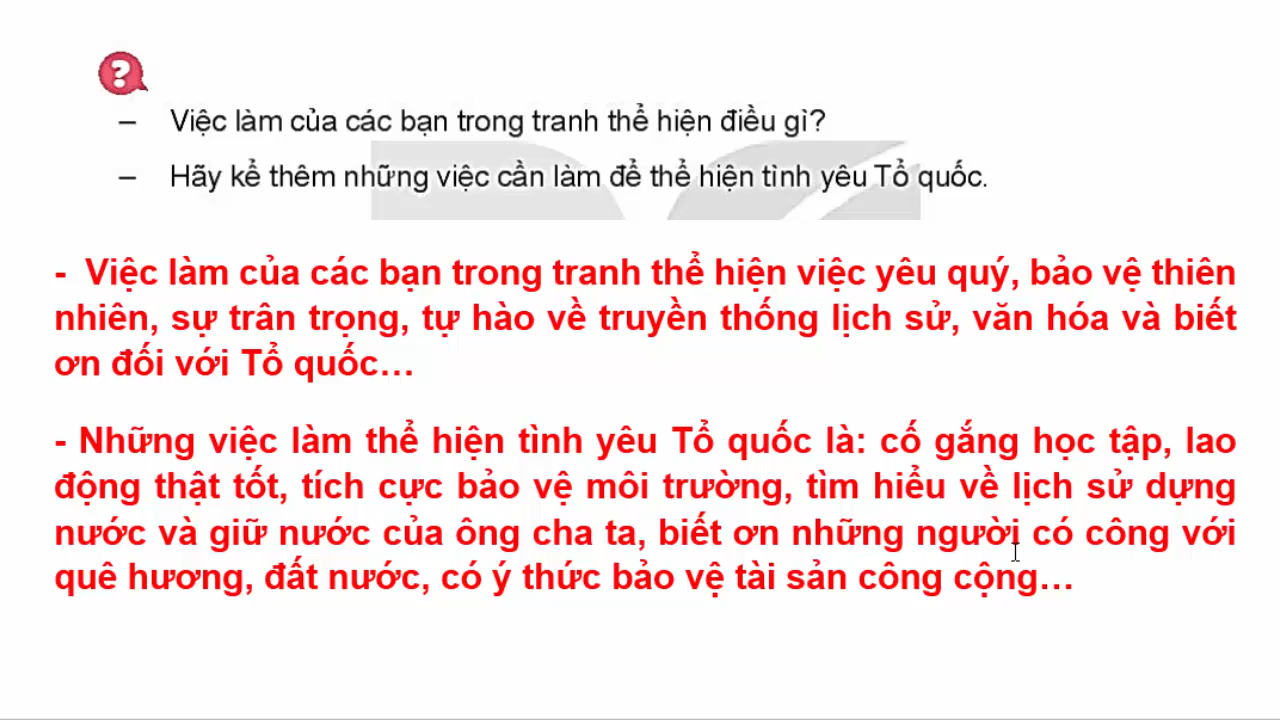 ?
– Việc làm của các bạn trong tranh thể hiện điều gì?
– Hãy kể thêm những việc cần làm để thể hiện tình yêu Tổ quốc.
- Việc làm của các bạn trong tranh thể hiện việc yêu quý, bảo vệ thiên
nhiên, sự trân trọng, tự hào về truyền thống lịch sử, văn hóa và biết
ơn đối với Tổ quốc...
- Những việc làm thể hiện tình yêu Tổ quốc là: cố gắng học tập, lao
động thật tốt, tích cực bảo vệ môi trường, tìm hiểu về lịch sử dựng
nước và giữ nước của ông cha ta, biết ơn những người có công với
quê hương, đất nước, có ý thức bảo vệ tài sản công cộng...